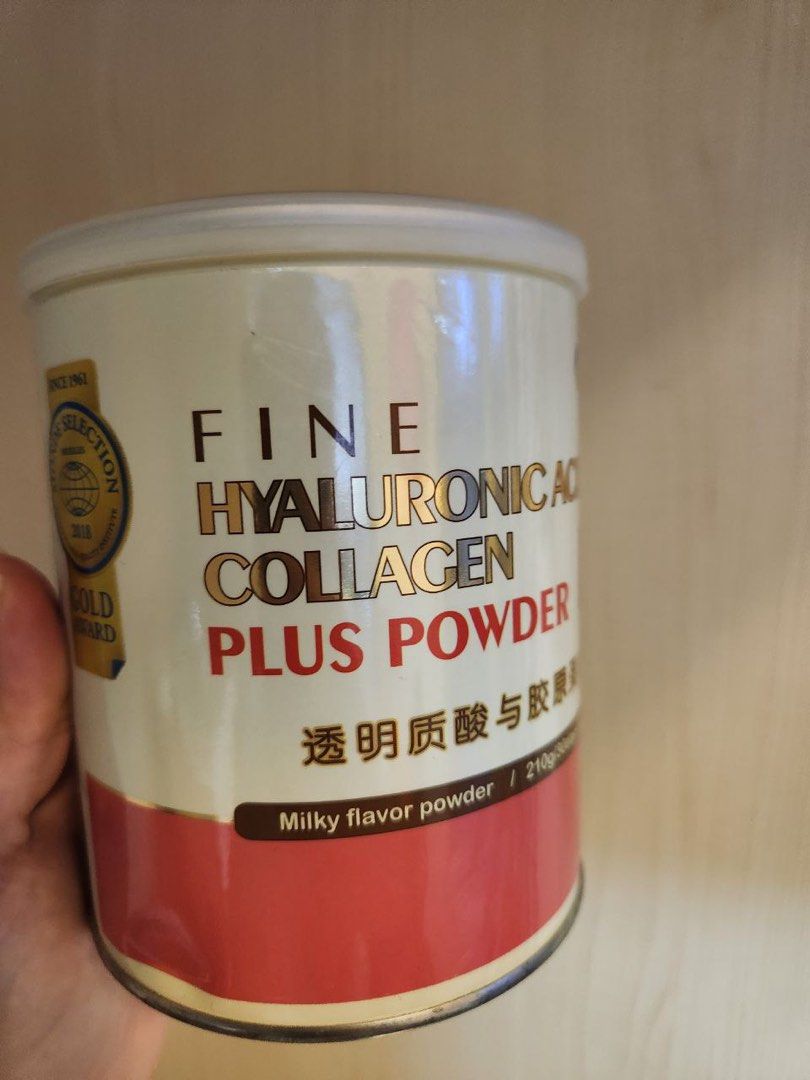 SINCE 1961
SELECTION
2018
GOLD
AWARD
FINE
HYALURONIC
COLLAGEN
PLUS POWDER
透明质酸与胶原
Milky flavor powder / 210g/